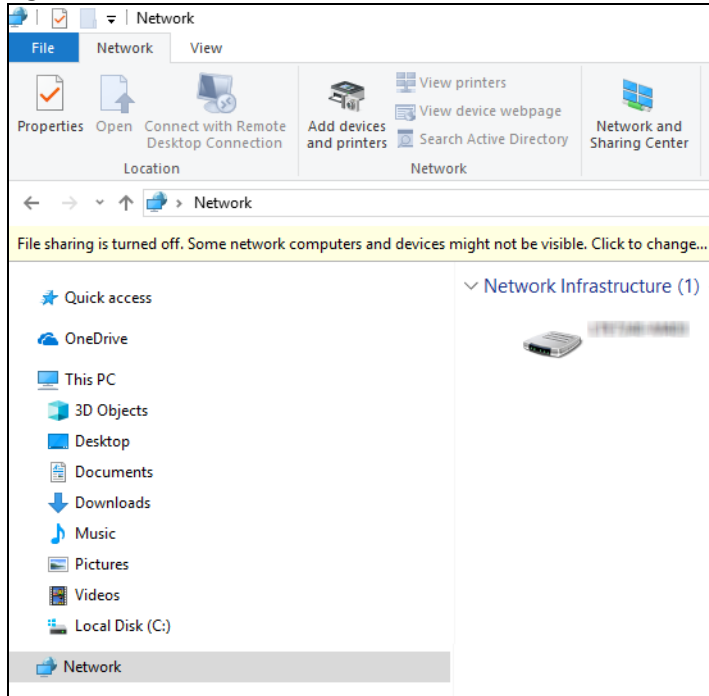 Network
File Network View
Properties Open Connect with Remote Desktop Connection
Location
Add devices and printers
View printers
View device webpage
Search Active Directory
Network
Network and Sharing Center
Network
File sharing is turned off. Some network computers and devices might not be visible. Click to change...
Quick access
OneDrive
This PC
3D Objects
Desktop
Documents
Downloads
Music
Pictures
Videos
Local Disk (C:)
Network
Network Infrastructure (1)